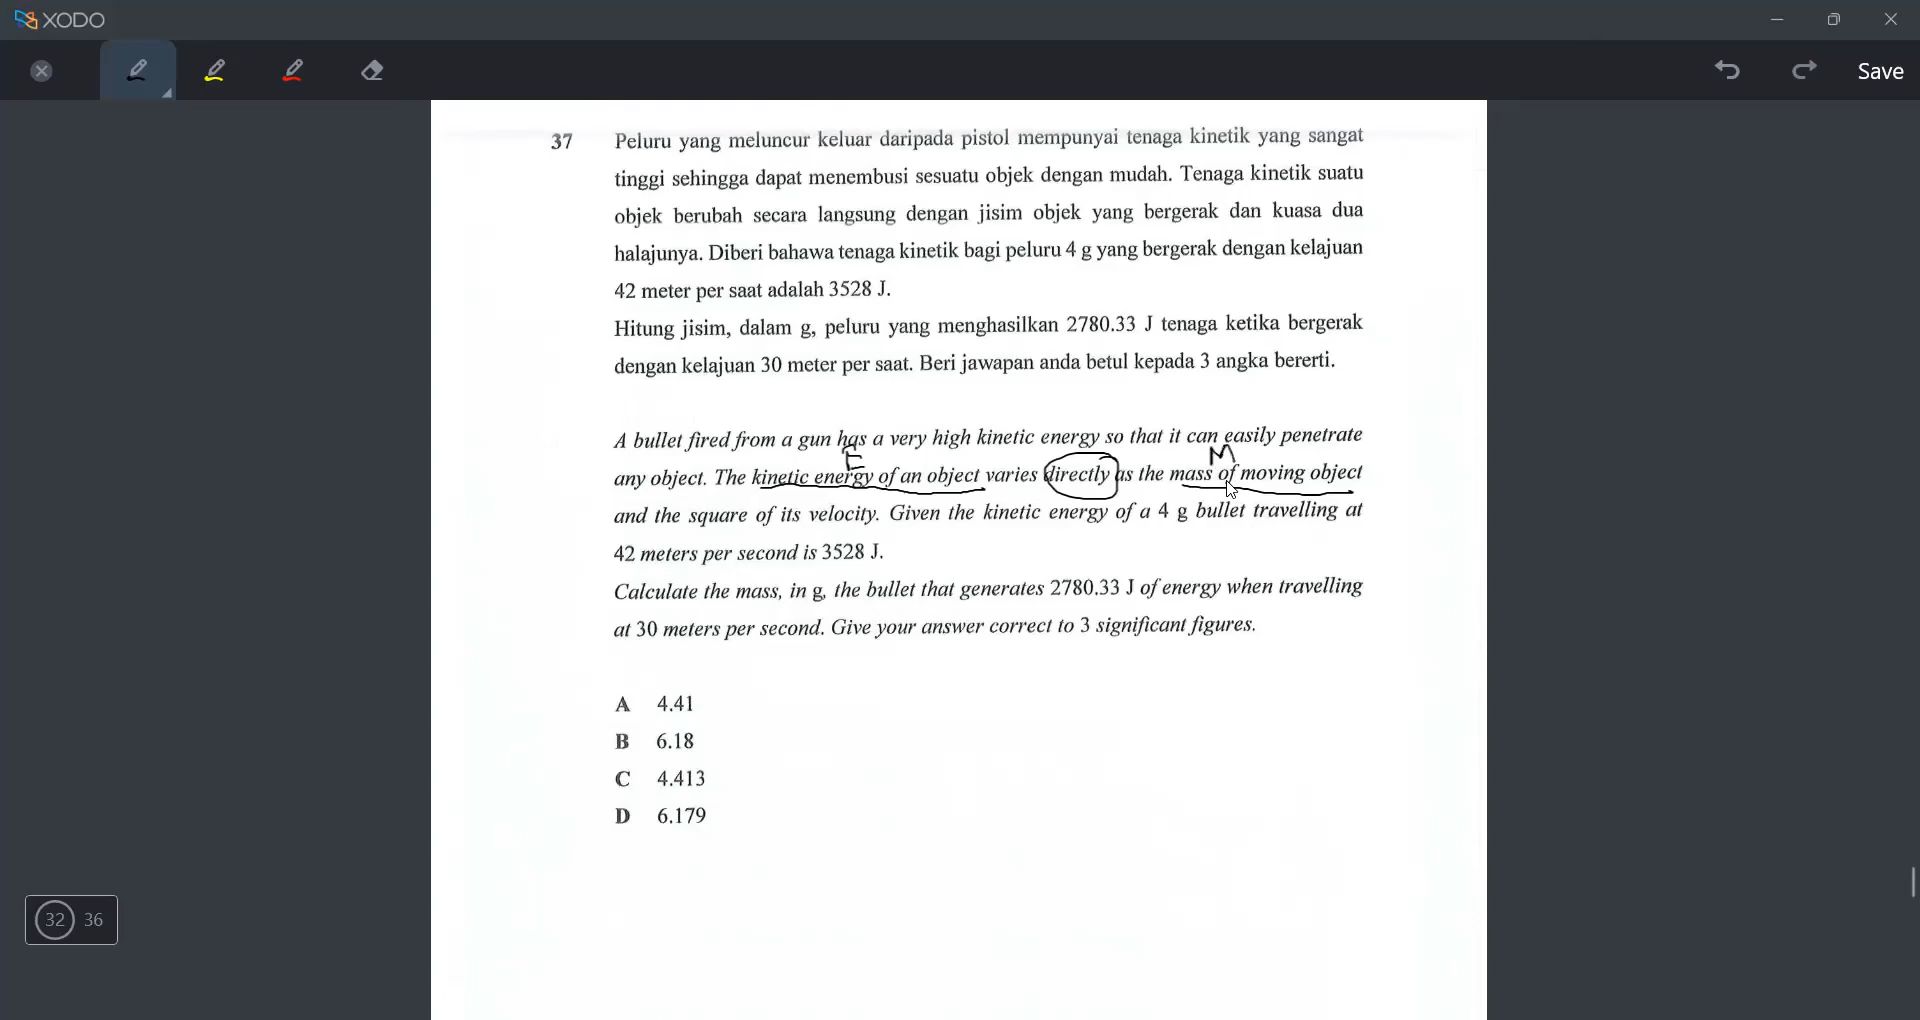 XODO
Save
37 Peluru yang meluncur keluar daripada pistol mempunyai tenaga kinetik yang sangat
tinggi sehingga dapat menembusi sesuatu objek dengan mudah. Tenaga kinetik suatu
objek berubah secara langsung dengan jisim objek yang bergerak dan kuasa dua
halajunya. Diberi bahawa tenaga kinetik bagi peluru 4 g yang bergerak dengan kelajuan
42 meter per saat adalah 3528 J.
Hitung jisim, dalam g, peluru yang menghasilkan 2780.33 J tenaga ketika bergerak
dengan kelajuan 30 meter per saat. Beri jawapan anda betul kepada 3 angka bererti.
A bullet fired from a gun has a very high kinetic energy so that it can easily penetrate
E M
any object. The kinetic energy of an object varies directly as the mass of moving object
and the square of its velocity. Given the kinetic energy of a 4 g bullet travelling at
42 meters per second is 3528 J.
Calculate the mass, in g, the bullet that generates 2780.33 J of energy when travelling
at 30 meters per second. Give your answer correct to 3 significant figures.
A 4.41
B 6.18
C 4.413
D 6.179
32 36